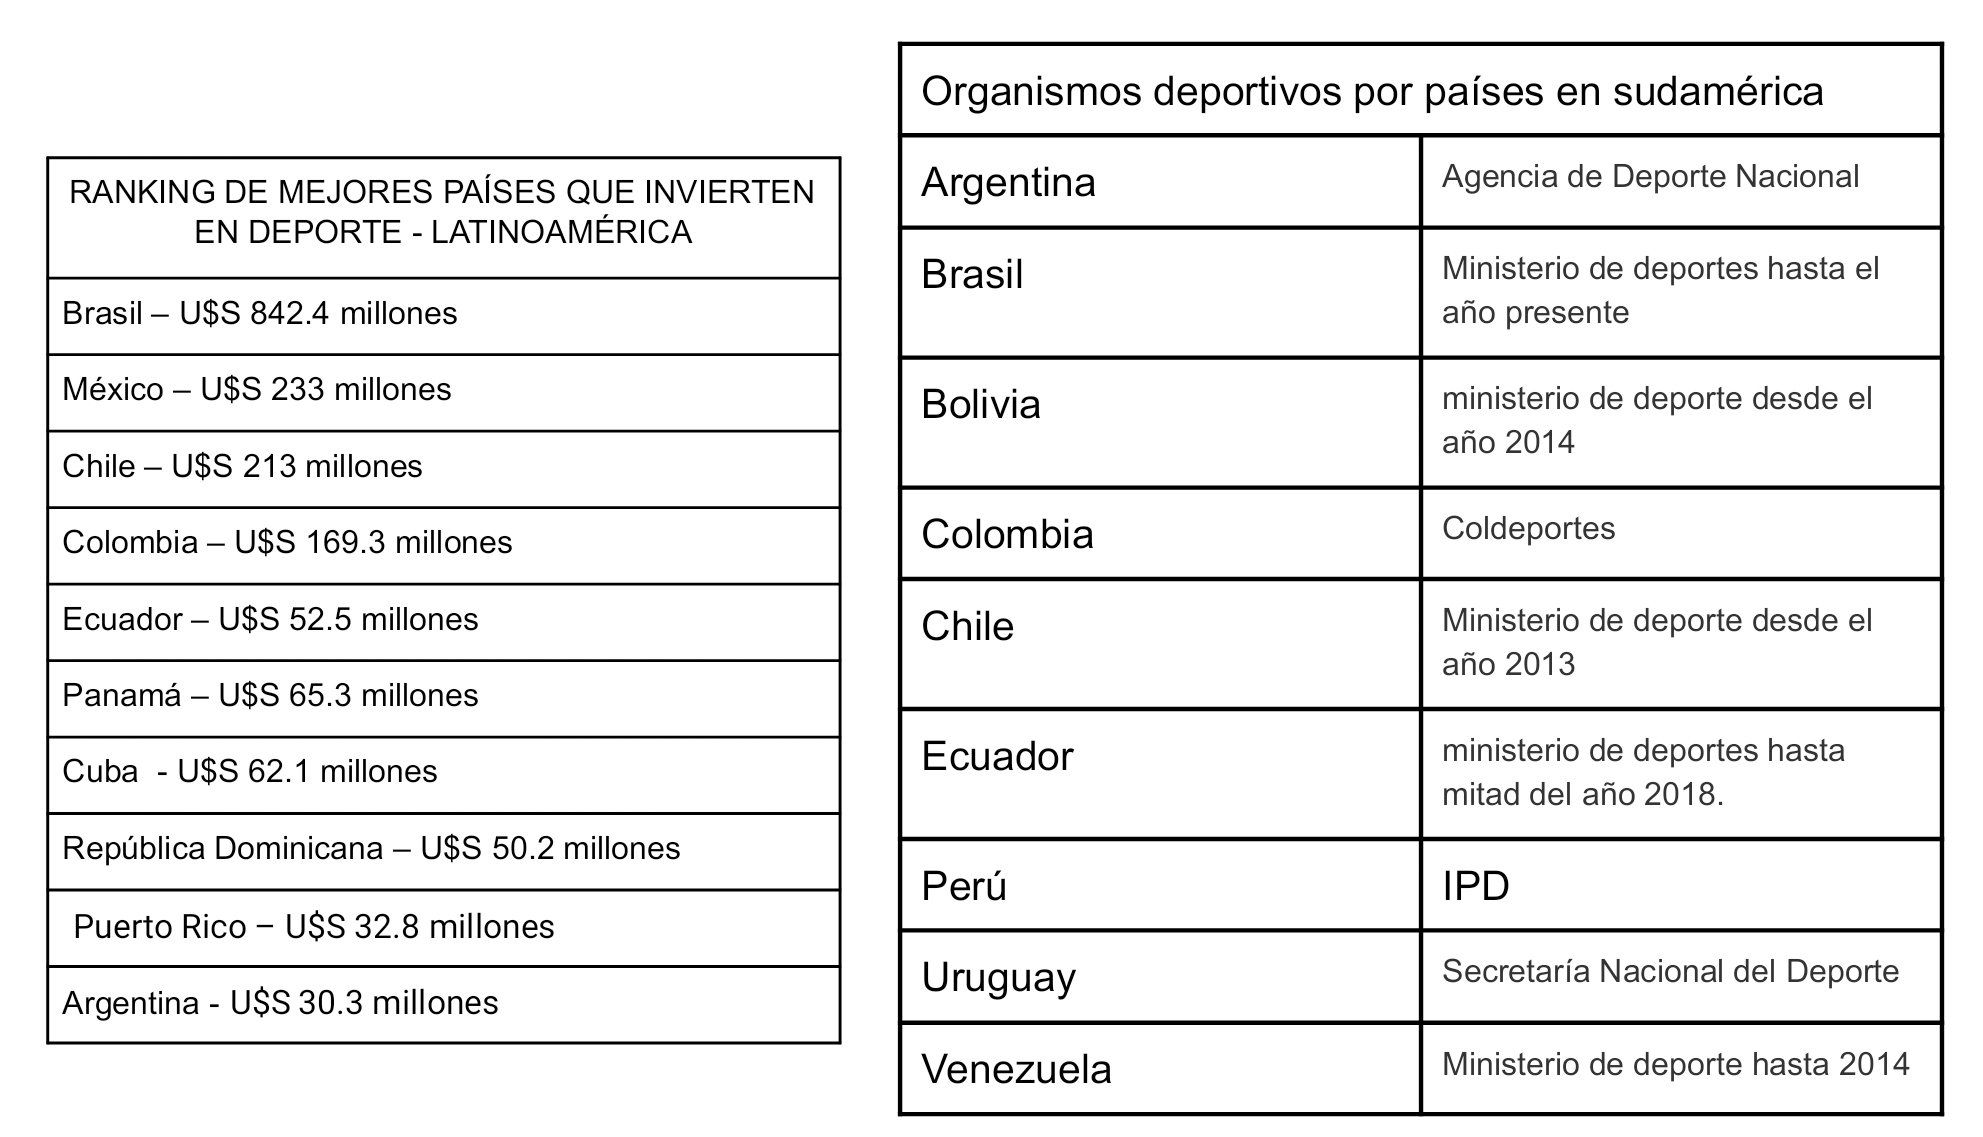 RANKING DE MEJORES PAÍSES QUE INVIERTEN
EN DEPORTE - LATINOAMÉRICA
Brasil – U$S 842.4 millones
México – U$S 233 millones
Chile – U$S 213 millones
Colombia – U$S 169.3 millones
Ecuador – U$S 52.5 millones
Panamá – U$S 65.3 millones
Cuba  - U$S 62.1 millones
República Dominicana – U$S 50.2 millones
Puerto Rico – U$S 32.8 millones
Argentina - U$S 30.3 millones
Organismos deportivos por países en sudamérica
Argentina
Agencia de Deporte Nacional
Brasil
Ministerio de deportes hasta el
año presente
Bolivia
ministerio de deporte desde el
año 2014
Colombia
Coldeportes
Chile
Ministerio de deporte desde el
año 2013
Ecuador
ministerio de deportes hasta
mitad del año 2018.
Perú
IPD
Uruguay
Secretaría Nacional del Deporte
Venezuela
Ministerio de deporte hasta 2014